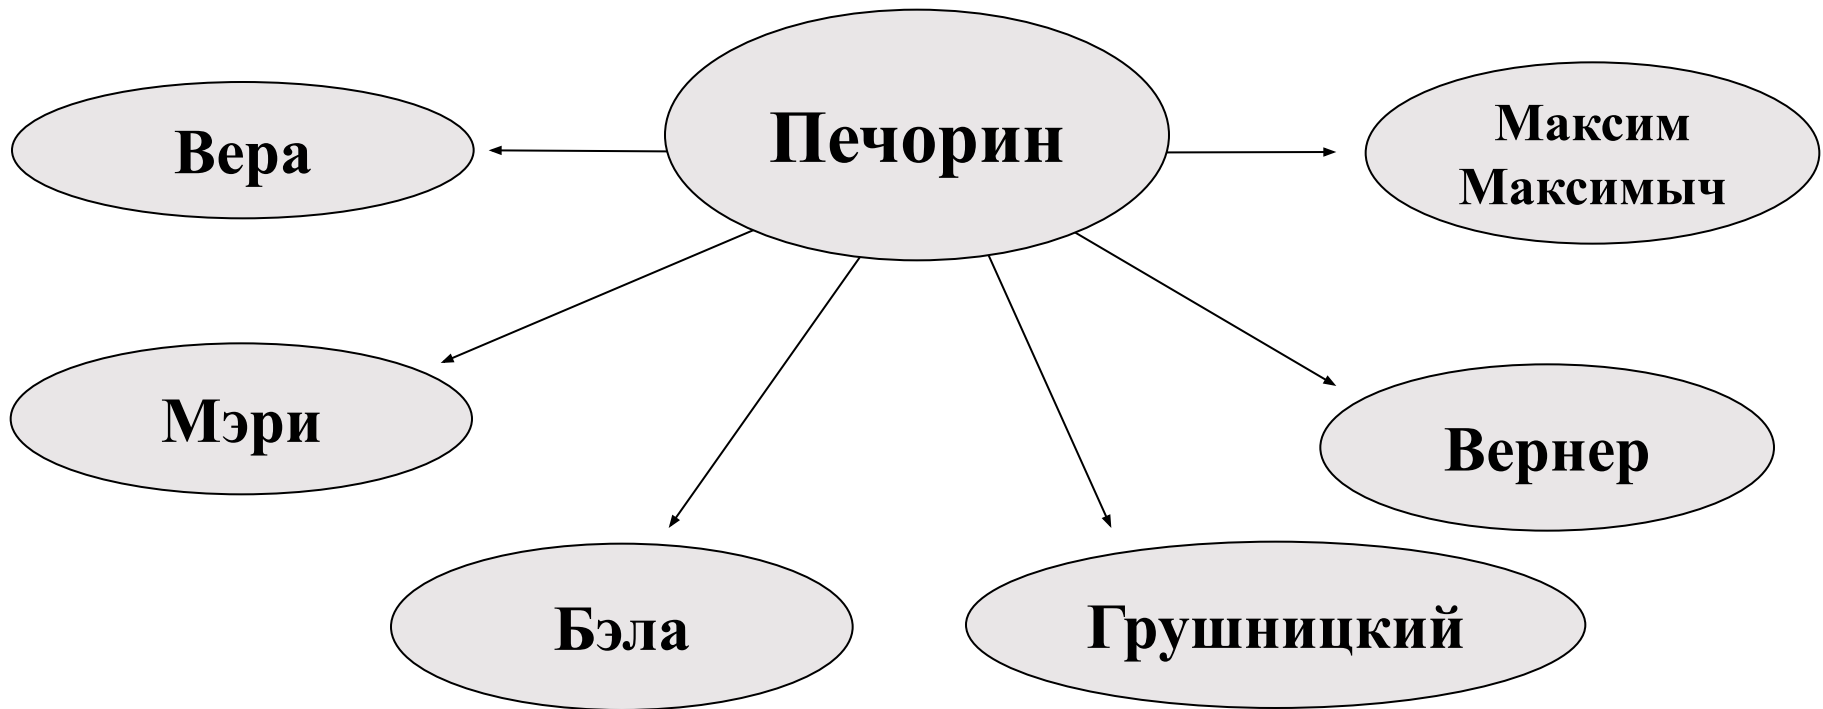 Печорин
Вера
Максим
Максимыч
Мэри
Вернер
Бэла
Грушницкий